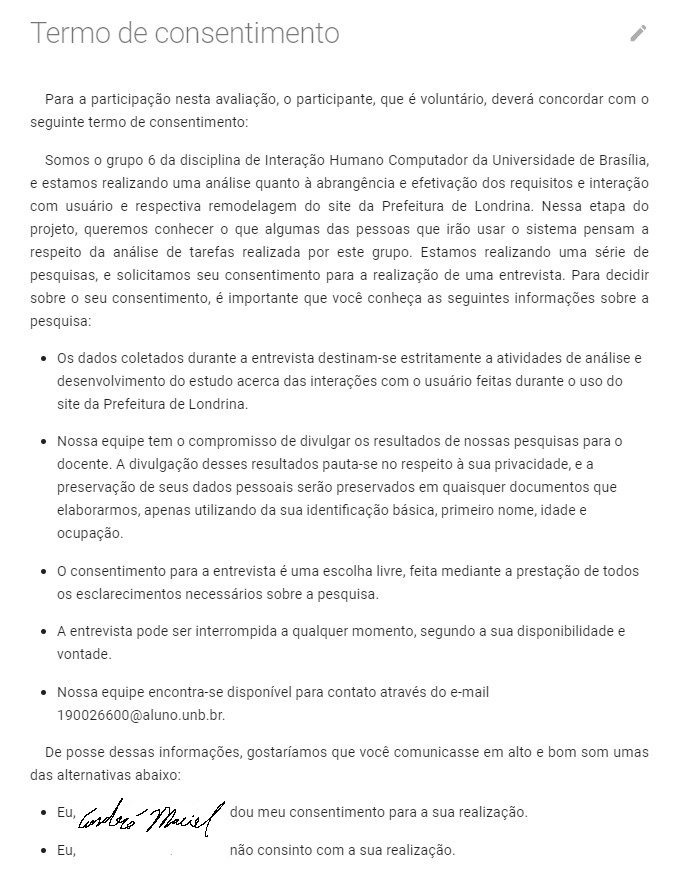 Termo de consentimento
Para a participação nesta avaliação, o participante, que é voluntário, deverá concordar com o
seguinte termo de consentimento:
Somos o grupo 6 da disciplina de Interação Humano Computador da Universidade de Brasília,
e estamos realizando uma análise quanto à abrangência e efetivação dos requisitos e interação
com usuário e respectiva remodelagem do site da Prefeitura de Londrina. Nessa etapa do
projeto, queremos conhecer o que algumas das pessoas que irão usar o sistema pensam a
respeito da análise de tarefas realizada por este grupo. Estamos realizando uma série de
pesquisas, e solicitamos seu consentimento para a realização de uma entrevista. Para decidir
sobre o seu consentimento, é importante que você conheça as seguintes informações sobre a
pesquisa:
• Os dados coletados durante a entrevista destinam-se estritamente a atividades de análise e
desenvolvimento do estudo acerca das interações com o usuário feitas durante o uso do
site da Prefeitura de Londrina.
• Nossa equipe tem o compromisso de divulgar os resultados de nossas pesquisas para o
docente. A divulgação desses resultados pauta-se no respeito à sua privacidade, e a
preservação de seus dados pessoais serão preservados em quaisquer documentos que
elaborarmos, apenas utilizando da sua identificação básica, primeiro nome, idade e
ocupação.
• O consentimento para a entrevista é uma escolha livre, feita mediante a prestação de todos
os esclarecimentos necessários sobre a pesquisa.
• A entrevista pode ser interrompida a qualquer momento, segundo a sua disponibilidade e
vontade.
• Nossa equipe encontra-se disponível para contato através do e-mail
190026600@aluno.unb.br.
De posse dessas informações, gostaríamos que você comunicasse em alto e bom som umas
das alternativas abaixo:
• Eu, Maciel dou meu consentimento para a sua realização.
• Eu, não consinto com a sua realização.